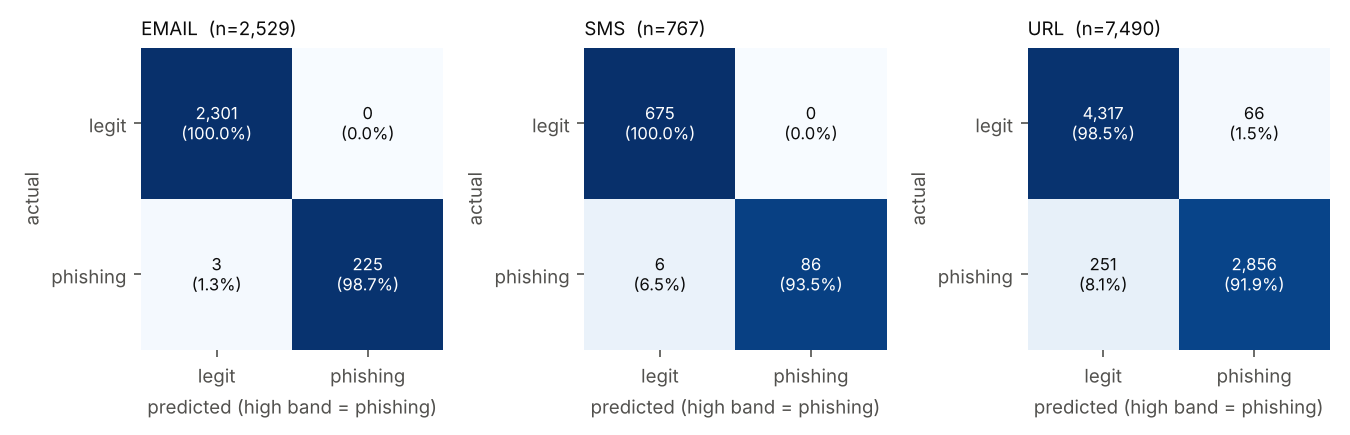 EMAIL  (n=2,529)
2,301
(100.0%)
0
(0.0%)
3
(1.3%)
225
(98.7%)
legit
phishing
actual
legit
phishing
predicted (high band = phishing)
SMS  (n=767)
675
(100.0%)
0
(0.0%)
6
(6.5%)
86
(93.5%)
legit
phishing
actual
legit
phishing
predicted (high band = phishing)
URL  (n=7,490)
4,317
(98.5%)
66
(1.5%)
251
(8.1%)
2,856
(91.9%)
legit
phishing
actual
legit
phishing
predicted (high band = phishing)